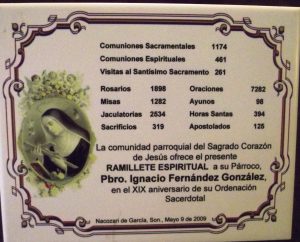 Comuniones Sacramentales 1174
Comuniones Espirituales 461
Visitas al Santísimo Sacramento 261
Rosarios 1898 Oraciones 7282
Misas 1282 Ayunos 98
Jaculatorias 2534 Horas Santas 394
Sacrificios 319 Apostolados 125
La comunidad parroquial del Sagrado Corazón
de Jesús ofrece el presente
RAMILLETE ESPIRITUAL a su Párroco,
Pbro. Ignacio Fernández González,
en el XIX aniversario de su Ordenación
Sacerdotal
Nacozari de García, Son., Mayo 9 de 2009